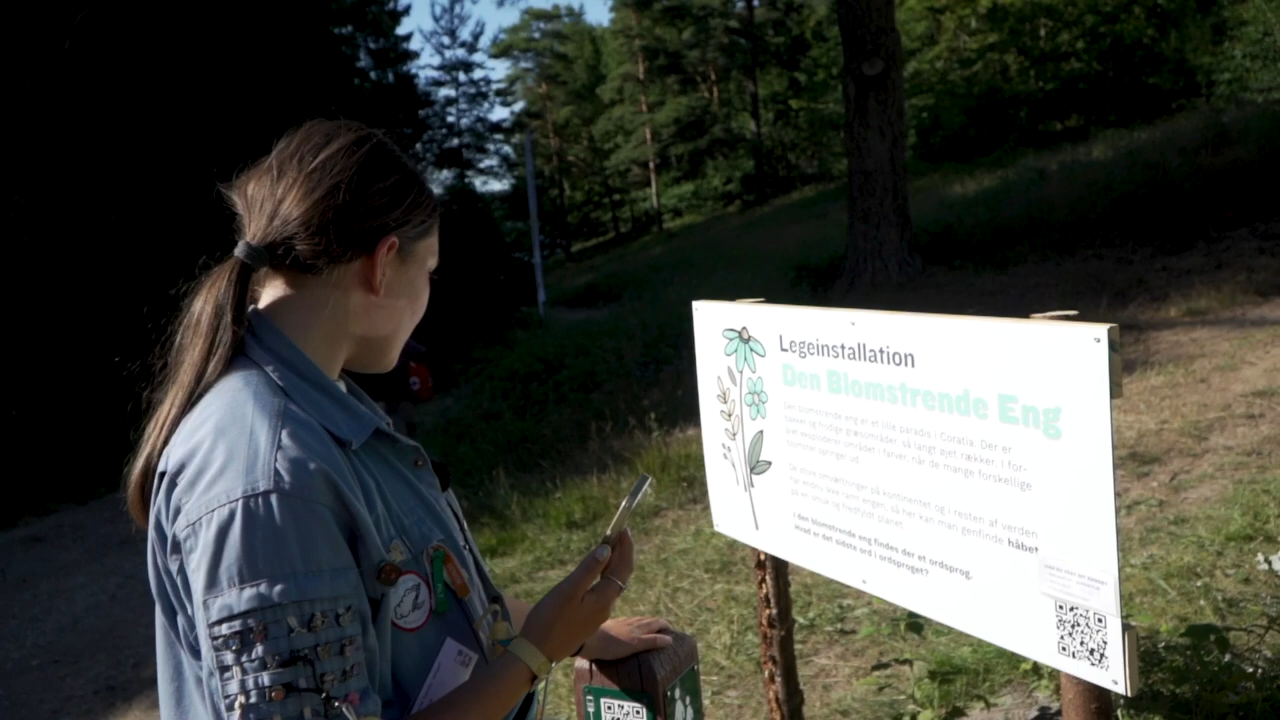 Legeinstallation
Den Blomstrende Eng
Den blomstrende eng er et lille paradis i Coratia. Der er
bakker og frodige græsområder, så langt øjet rækker. I for-
året eksploderer området i farver, når de mange forskellige
blomster springer ud.
De store omvæltninger på kontinentet og i resten af verden
har endnu ikke ramt engen, så her kan man genfinde håbet
på en smuk og fredfyldt planet.
I den blomstrende eng findes der et ordsprog.
Hvad er det sidste ord i ordsproget?